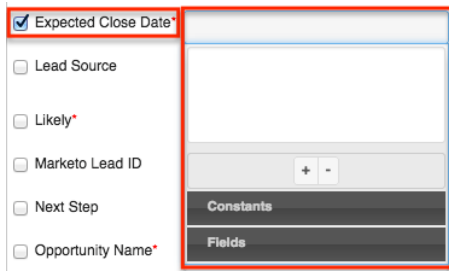 Expected Close Date*
Lead Source
Likely*
Marketo Lead ID
+ -
Next Step
Constants
Opportunity Name*
Fields